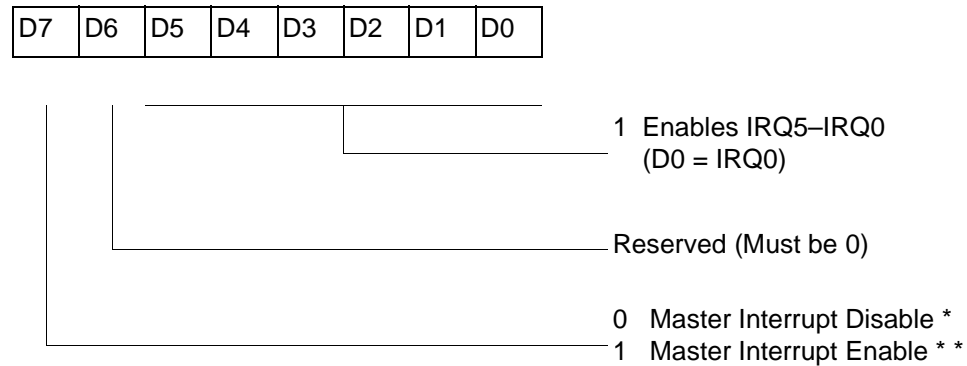 D7 D6 D5 D4 D3 D2 D1 D0
1 Enables IRQ5–IRQ0
(D0 = IRQ0)
Reserved (Must be 0)
0 Master Interrupt Disable *
1 Master Interrupt Enable * *